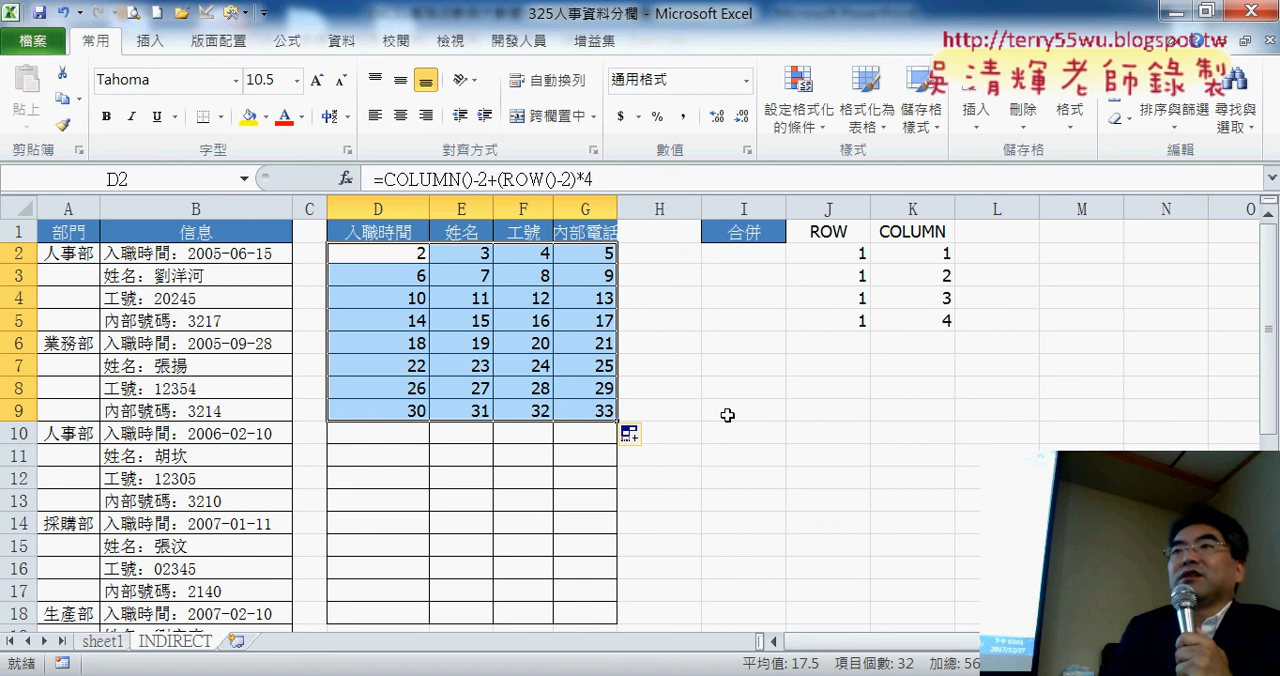 325人事資料分欄 - Microsoft Excel
檔案 常用 插入 版面配置 公式 資料 校閱 檢視 開發人員 增益集
http://terry55wu.blogspot.tw
吳清輝老師錄製
貼上 Tahoma 10.5 自動換列 通用格式 設定格式化的條件 格式化為表格 儲存格樣式 插入 刪除 格式 排序與篩選 尋找與選取
B I U A 中 跨欄置中 $ % ,
剪貼簿 字型 對齊方式 數值 樣式 儲存格 編輯
D2 fx =COLUMN()-2+(ROW()-2)*4
A B C D E F G H I J K L M N O
1 部門 信息 入職時間 姓名 工號 內部電話 合併 ROW COLUMN
2 人事部 入職時間：2005-06-15 2 3 4 5 1 1
3 姓名：劉洋河 6 7 8 9 1 2
4 工號：20245 10 11 12 13 1 3
5 內部號碼：3217 14 15 16 17 1 4
6 業務部 入職時間：2005-09-28 18 19 20 21
7 姓名：張揚 22 23 24 25
8 工號：12354 26 27 28 29
9 內部號碼：3214 30 31 32 33
10 人事部 入職時間：2006-02-10
11 姓名：胡坎
12 工號：12305
13 內部號碼：3210
14 採購部 入職時間：2007-01-11
15 姓名：張汶
16 工號：02345
17 內部號碼：2140
18 生產部 入職時間：2007-02-10
sheet1 INDIRECT
就緒 平均值: 17.5 項目個數: 32 加總: 56
下午 03:01
2017/12/27